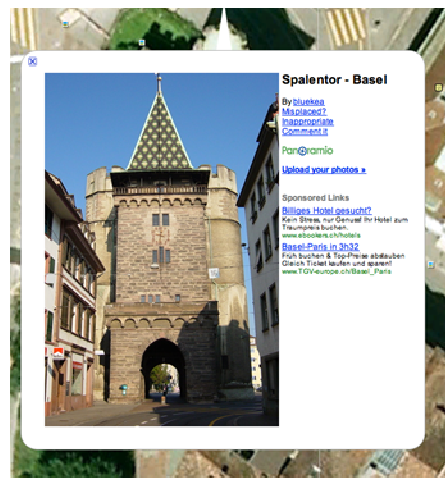 Spalentor - Basel
By bluekea
Misplaced?
Inappropriate
Comment it
Panoramio
Upload your photos »
Sponsored Links
Billiges Hotel gesucht?
Kein Stress, nur Genuss! Ihr Hotel zum
Traumpreis buchen.
www.ebookers.ch/hotels
Basel-Paris in 3h32
Früh buchen & Top-Preise abstauben
Gleich Ticket kaufen und sparen!
www.TGV-europe.ch/Basel_Paris